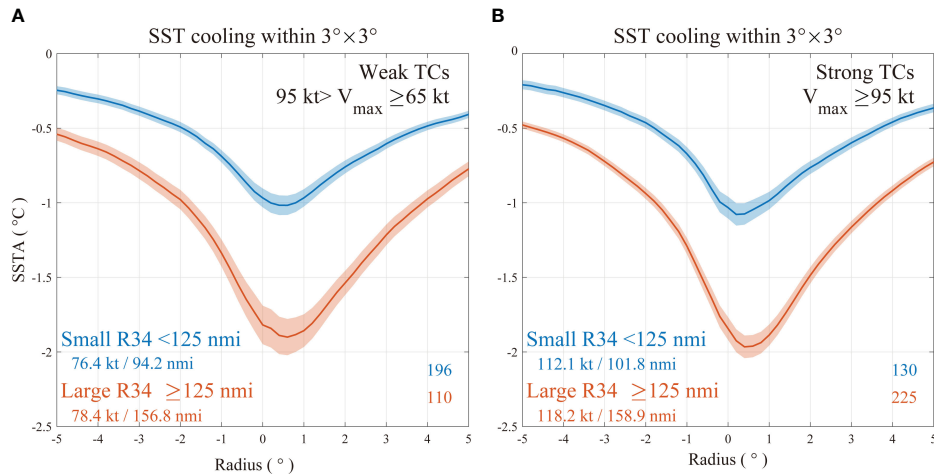 A
SST cooling within 3°×3°
Weak TCs
95 kt> Vmax ≥65 kt
0
-0.5
-1
-1.5
-2
-2.5
SSTA ( °C)
Small R34 <125 nmi
76.4 kt / 94.2 nmi
196
Large R34 ≥125 nmi
110
78.4 kt / 156.8 nmi
-5 -4 -3 -2 -1 0 1 2 3 4 5
Radius ( ° )
B
SST cooling within 3°×3°
Strong TCs
Vmax ≥95 kt
0
-0.5
-1
-1.5
-2
-2.5
Small R34 <125 nmi
112.1 kt / 101.8 nmi
130
Large R34 ≥125 nmi
225
118.2 kt / 158.9 nmi
-5 -4 -3 -2 -1 0 1 2 3 4 5
Radius ( ° )